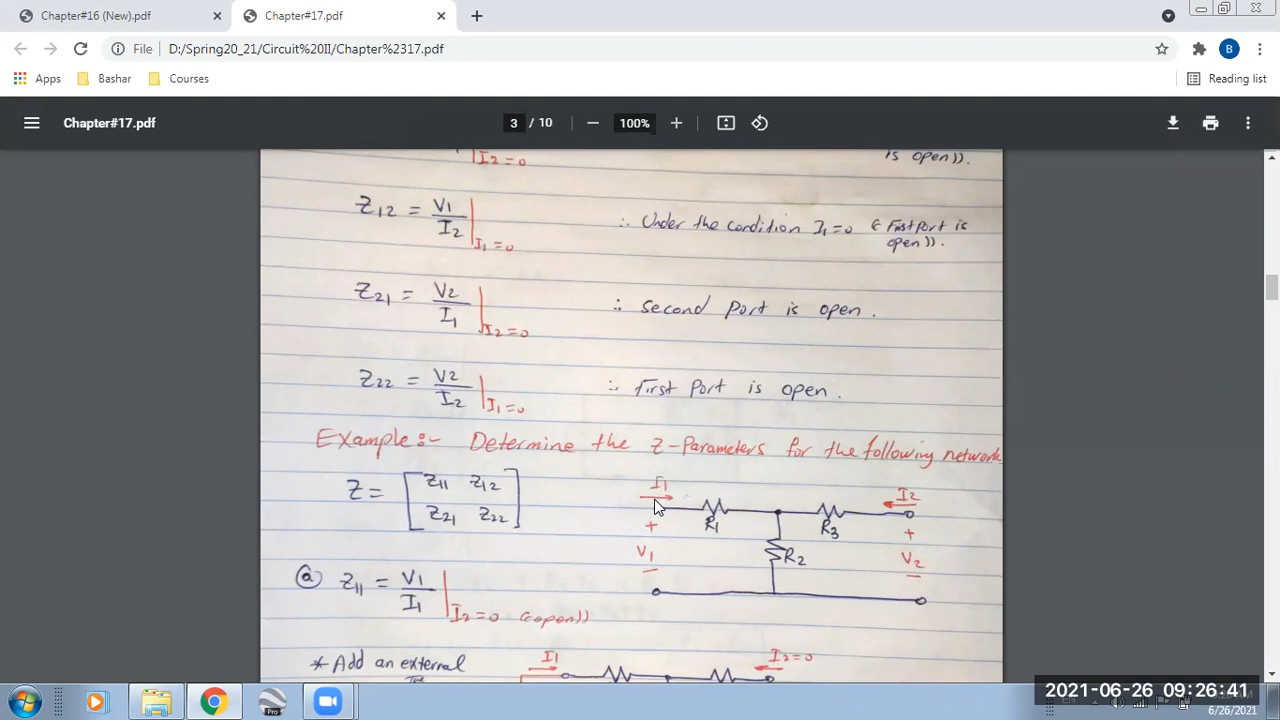 Chapter#16 (New).pdf
Chapter#17.pdf
File
D:/Spring20_21/Circuit%20II/Chapter%2317.pdf
B
Apps
Bashar
Courses
Reading list
Chapter#17.pdf
3 / 10
100%
I2=0
is open)).
Z12 = V1
I2
I1=0
∴ Under the condition I1=0 ((First port is
open)).
Z21 = V2
I1
I2=0
∴ Second port is open.
Z22 = V2
I2
I1=0
∴ First port is open.
Example:- Determine the Z-Parameters for the following network.
Z = [ Z11 Z12
Z21 Z22 ]
I1
I2
R1
R3
+
+
V1
R2
V2
-
-
(a) Z11 = V1
I1
I2=0 ((open))
* Add an external
I1
I2=0
Pro
EN
2021-06-26 09:26:41
6/26/2021